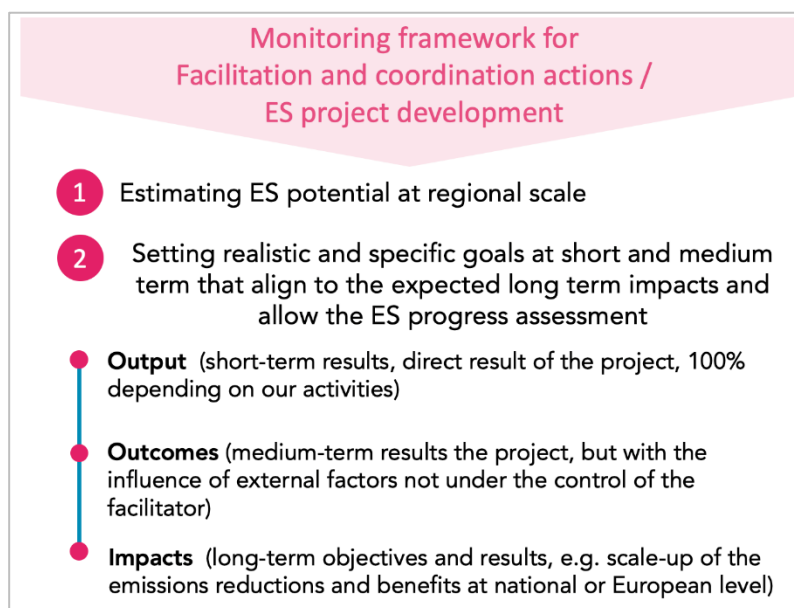 Monitoring framework for
Facilitation and coordination actions /
ES project development
1 Estimating ES potential at regional scale
2 Setting realistic and specific goals at short and medium
term that align to the expected long term impacts and
allow the ES progress assessment
Output (short-term results, direct result of the project, 100%
depending on our activities)
Outcomes (medium-term results the project, but with the
influence of external factors not under the control of the
facilitator)
Impacts (long-term objectives and results, e.g. scale-up of the
emissions reductions and benefits at national or European level)